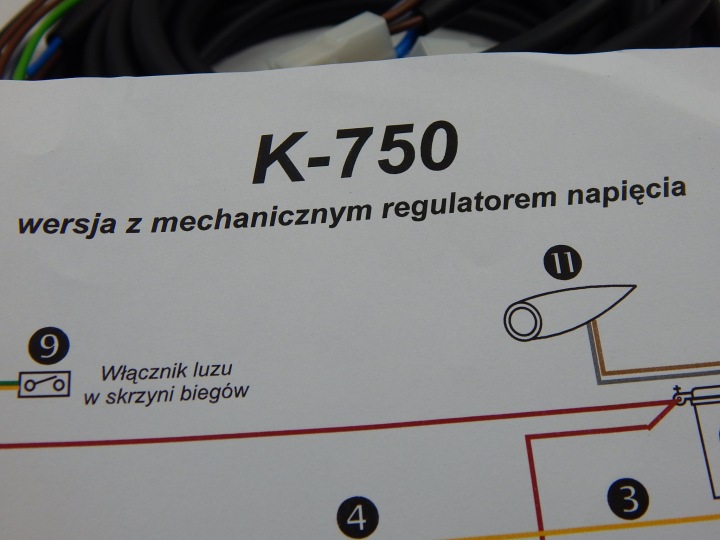 K-750
wersja z mechanicznym regulatorem napięcia
11
9
Włącznik luzu
w skrzyni biegów
+
3
4